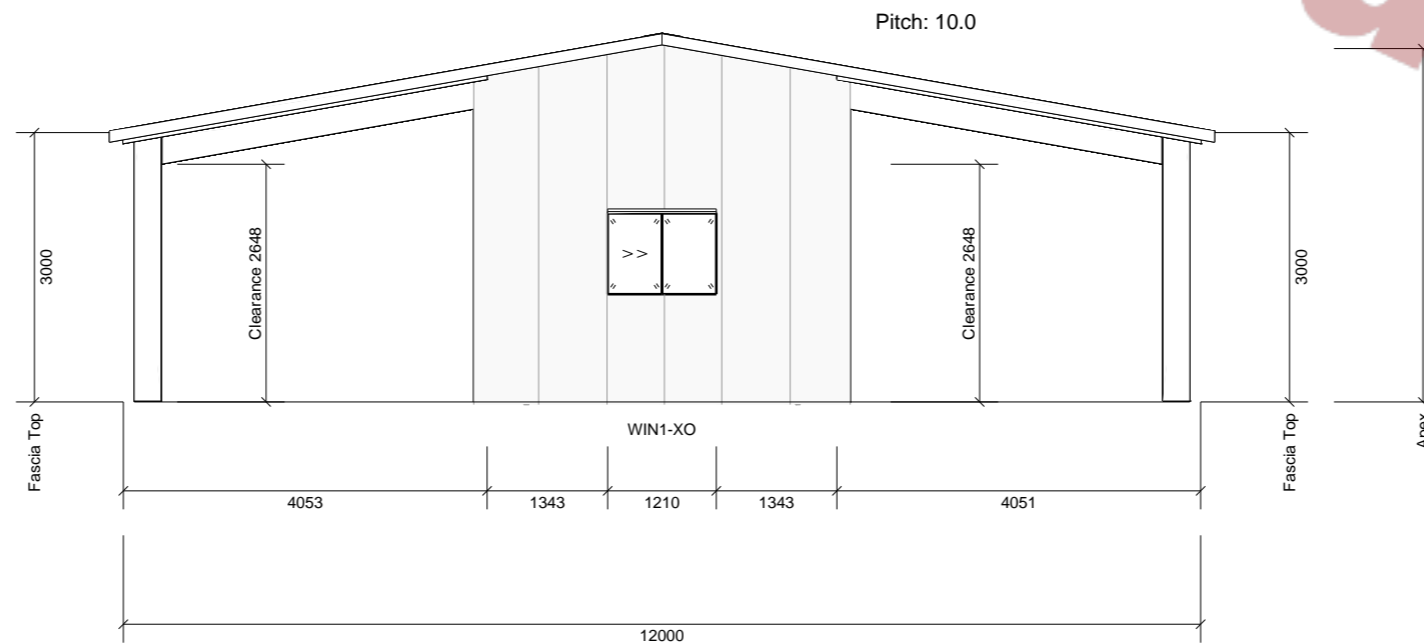 Pitch: 10.0
3000
Clearance 2648
Clearance 2648
3000
Fascia Top
WIN1-XO
Fascia Top
Apex
4053
1343
1210
1343
4051
12000